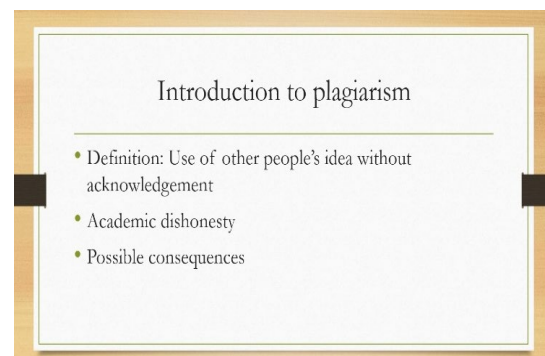 Introduction to plagiarism
• Definition: Use of other people's idea without
acknowledgement
• Academic dishonesty
• Possible consequences